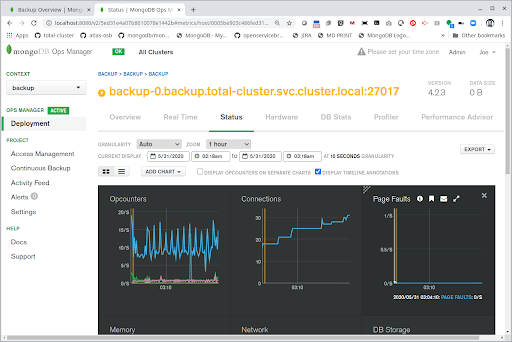 Backup Overview | MongoDB
Status | MongoDB Ops M
localhost:8080/v2/5ed31e4a07b8610078a1442b#metrics/host/0005be903c486fed31
Apps
total-cluster
atlas-osb
mongodb/mon
MongoDB - My
openservicebr
JIRA
MD PRINT
MongoDB Logo
Other Bookmarks
mongoDB Ops Manager
OK
All Clusters
Please set your time zone
Admin
Joe
CONTEXT
backup
OPS MANAGER ACTIVE
Deployment
PROJECT
Access Management
Continuous Backup
Activity Feed
Alerts 0
Settings
HELP
Docs
Support
BACKUP > BACKUP > BACKUP
backup-0.backup.total-cluster.svc.cluster.local:27017
VERSION
4.2.3
DATA SIZE
0 B
Overview
Real Time
Status
Hardware
DB Stats
Profiler
Performance Advisor
GRANULARITY Auto ZOOM 1 hour
EXPORT
CURRENT DISPLAY 5/31/2020 02:18am to 5/31/2020 03:18am AT 10 SECONDS GRANULARITY
ADD CHART
DISPLAY OPCOUNTERS ON SEPARATE CHARTS
DISPLAY TIMELINE ANNOTATIONS
Opcounters
20/S
15/S
10/S
5/S
0/S
03:10
Connections
30
20
10
0
03:10
Page Faults
1/S
0/S
03:10
2020/05/31 03:04:10: PAGE FAULTS: 0/S
Memory
Network
DB Storage